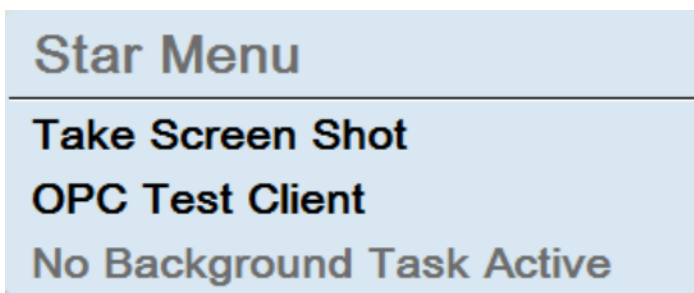 Star Menu
Take Screen Shot
OPC Test Client
No Background Task Active